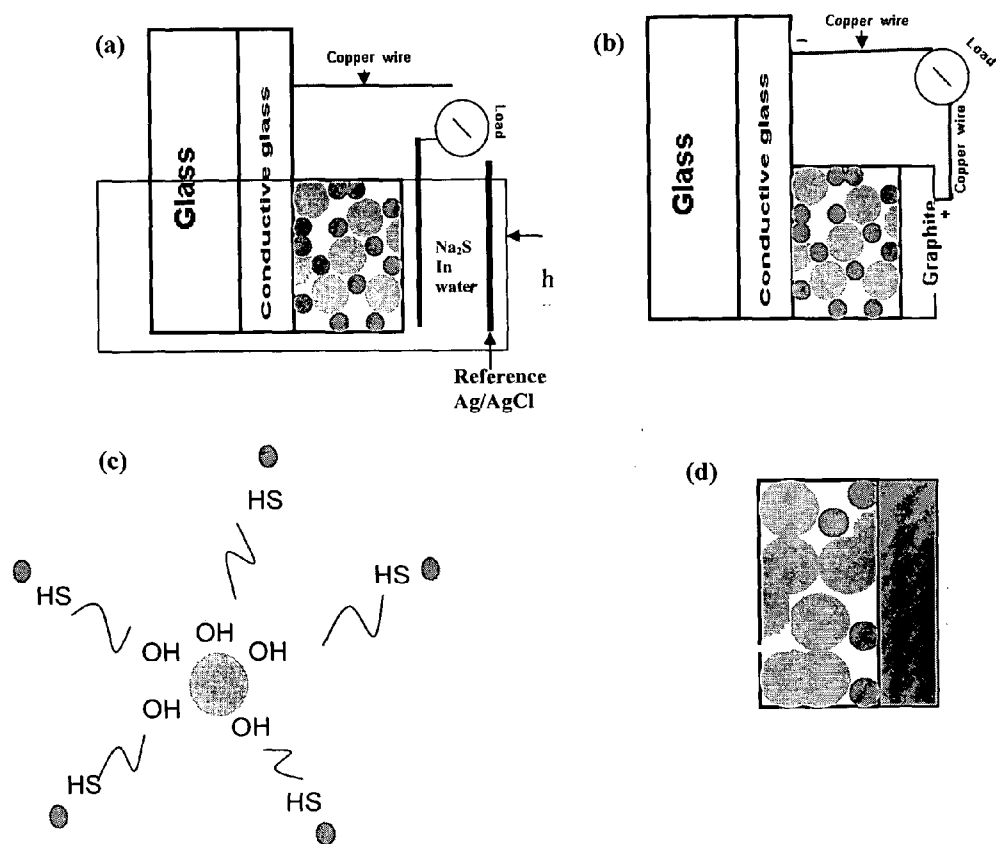 (a)
Copper wire
Load
Glass
Conductive glass
Na₂S
In
water
h
Reference
Ag/AgCl
(b)
–
Copper wire
Load
Copper wire
Glass
Conductive glass
Graphite
+
(c)
HS
HS
HS
OH
OH
OH
OH
OH
HS
HS
(d)